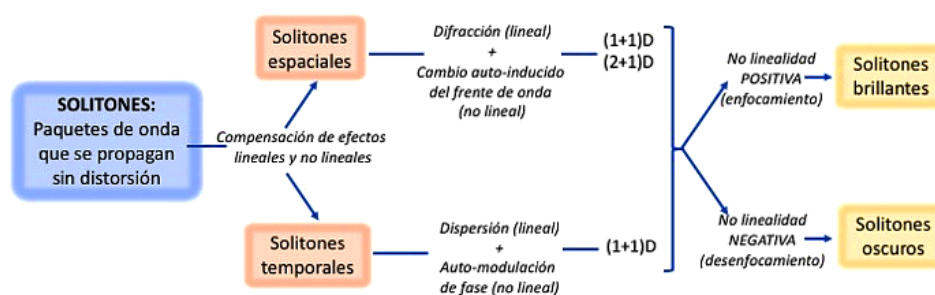 SOLITONES:
Paquetes de onda
que se propagan
sin distorsión
Compensación de efectos
lineales y no lineales
Solitones
espaciales
Difracción (lineal)
+
Cambio auto-inducido
del frente de onda
(no lineal)
(1+1)D
(2+1)D
Solitones
temporales
Dispersión (lineal)
+
Auto-modulación
de fase (no lineal)
(1+1)D
No linealidad
POSITIVA
(enfocamiento)
Solitones
brillantes
No linealidad
NEGATIVA
(desenfocamiento)
Solitones
oscuros